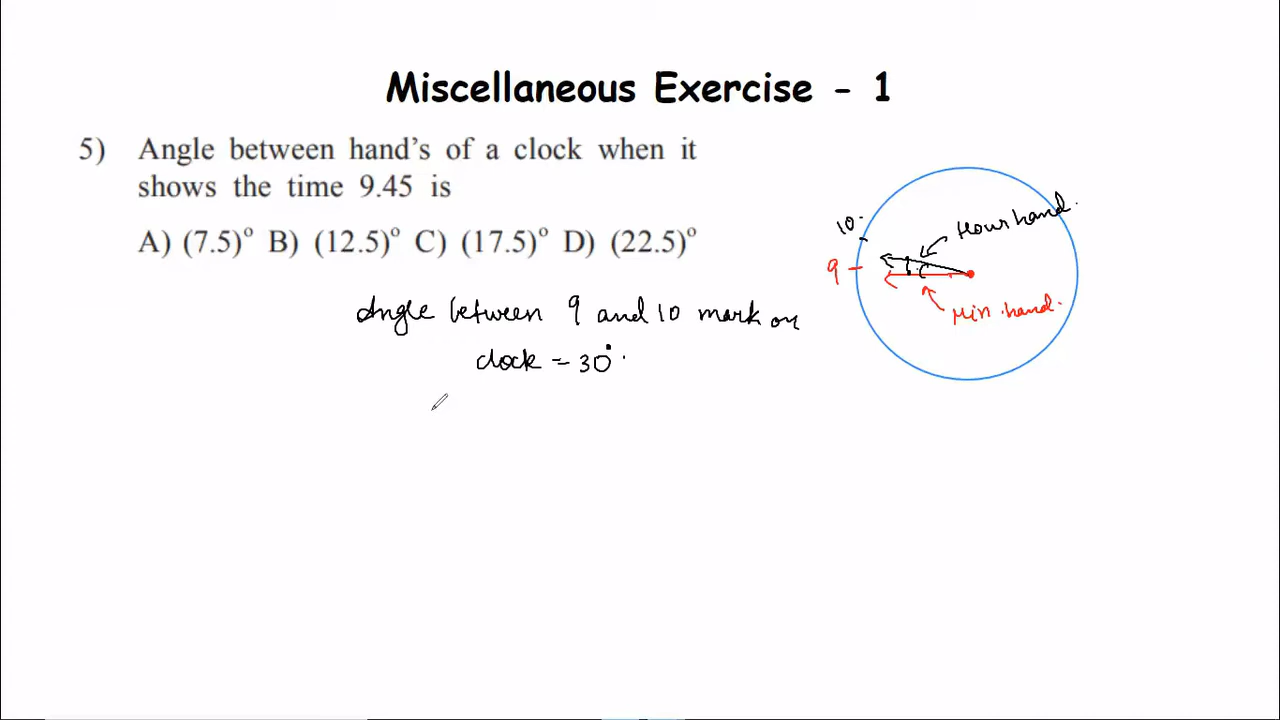 Miscellaneous Exercise - 1
5) Angle between hand's of a clock when it
shows the time 9.45 is
A) (7.5)° B) (12.5)° C) (17.5)° D) (22.5)°
10
Hour hand.
9
Min. hand.
Angle between 9 and 10 mark on
clock = 30°.